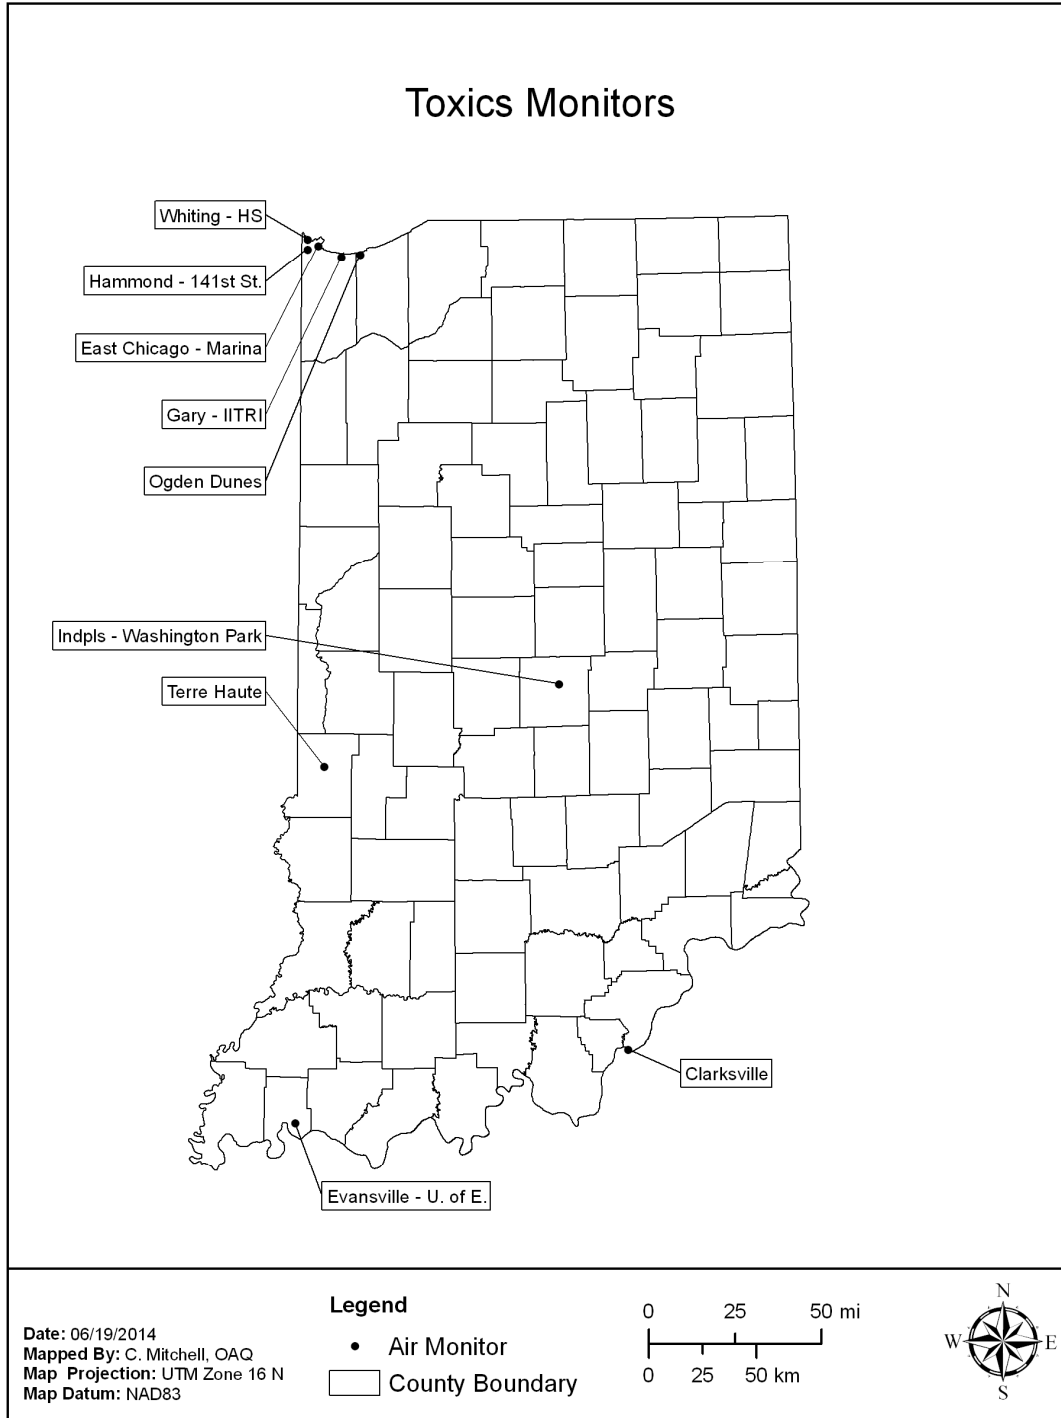 Toxics Monitors
Whiting - HS
Hammond - 141st St.
East Chicago - Marina
Gary - IITRI
Ogden Dunes
Indpls - Washington Park
Terre Haute
Clarksville
Evansville - U. of E.
Date: 06/19/2014
Mapped By: C. Mitchell, OAQ
Map Projection: UTM Zone 16 N
Map Datum: NAD83
Legend
Air Monitor
County Boundary
0 25 50 mi
0 25 50 km
N
W E
S